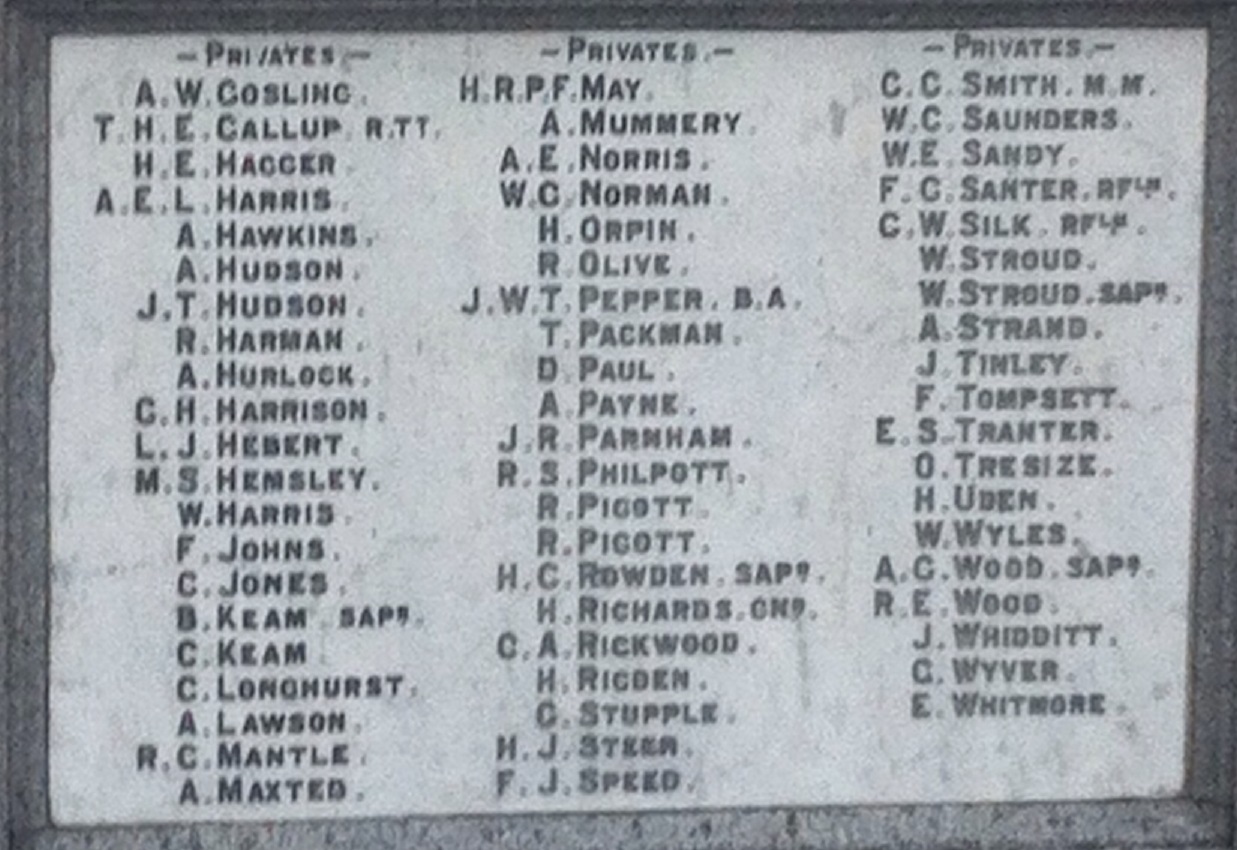 – PRIVATES –
A. W. GOSLING.
T. H. E. GALLUP. R.TT.
H. E. HAGGER.
A. E. L. HARRIS.
A. HAWKINS.
A. HUDSON.
J. T. HUDSON.
R. HARMAN.
A. HURLOCK.
C. H. HARRISON.
L. J. HEBERT.
M. S. HEMSLEY.
W. HARRIS.
F. JOHNS.
C. JONES.
B. KEAM. SAPR.
C. KEAM
C. LONGHURST.
A. LAWSON.
R. C. MANTLE.
A. MAXTED.
– PRIVATES. –
H. R. P. F. MAY.
A. MUMMERY.
A. E. NORRIS.
W. G. NORMAN.
H. ORPIN.
R. OLIVE.
J. W. T. PEPPER. B.A.
T. PACKMAN.
D. PAUL.
A. PAYNE.
J. R. PARNHAM.
R. S. PHILPOTT.
R. PIGOTT.
R. PIGOTT.
H. C. ROWDEN. SAPR.
H. RICHARDS. GNR.
C. A. RICKWOOD.
H. RIGDEN.
G. STUPPLE.
H. J. STEER.
F. J. SPEED.
– PRIVATES. –
C. C. SMITH. M.M.
W. C. SAUNDERS.
W. E. SANDY.
F. G. SANTER. RFLN.
C. W. SILK. RFLN.
W. STROUD.
W. STROUD. SAPR.
A. STRAND.
J. TINLEY.
F. TOMPSETT.
E. S. TRANTER.
O. TRESIZE.
H. UDEN.
W. WYLES.
A. G. WOOD. SAPR.
R. E. WOOD.
J. WHIDDITT.
G. WYVER.
E. WHITMORE.